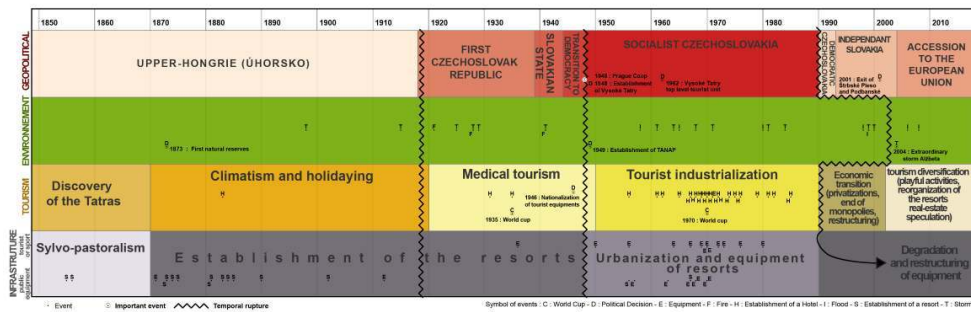 1850 1860 1870 1880 1890 1900 1910 1920 1930 1940 1950 1960 1970 1980 1990 2000 2010
GEOPOLITICAL
UPPER-HONGRIE (ÚHORSKO)
FIRST
CZECHOSLOVAK
REPUBLIC
SLOVAKIAN
STATE
TRANSITION TO
DEMOCRACY
SOCIALIST CZECHOSLOVAKIA
1948 : Prague Coup
1948 : Establishment
of Vysoké Tatry
1962 : Vysoké Tatry
top level tourist unit
DEMOCRATIC
CZECHOSLOVAKIA
INDEPENDANT
SLOVAKIA
2001 : Exit of
Štrbské Pleso
and Podbanské
ACCESSION
TO THE
EUROPEAN
UNION
ENVIRONNEMENT
1873 : First natural reserves
1949 : Establishment of TANAP
2004 : Extraordinary
storm Alžbeta
TOURISM
Discovery
of the Tatras
Climatism and holidaying
Medical tourism
1935 : World cup
1946 : Nationalization
of tourist equipments
Tourist industrialization
1970 : World cup
Economic
transition
(privatizations,
end of
monopolies,
restructuring)
tourism diversification
(playful activities,
reorganization of
the resorts
real-estate
speculation)
INFRASTRUTURE
public equipment
tourist or sport
Sylvo-pastoralism
Establishment of the resorts
Urbanization and equipment
of resorts
Degradation
and restructuring
of equipment
Event
Important event
Temporal rupture
Symbol of events : C : World Cup - D : Political Decision - E : Equipment - F : Fire - H : Establishment of a Hotel - I : Flood - S : Establishment of a resort - T : Storm